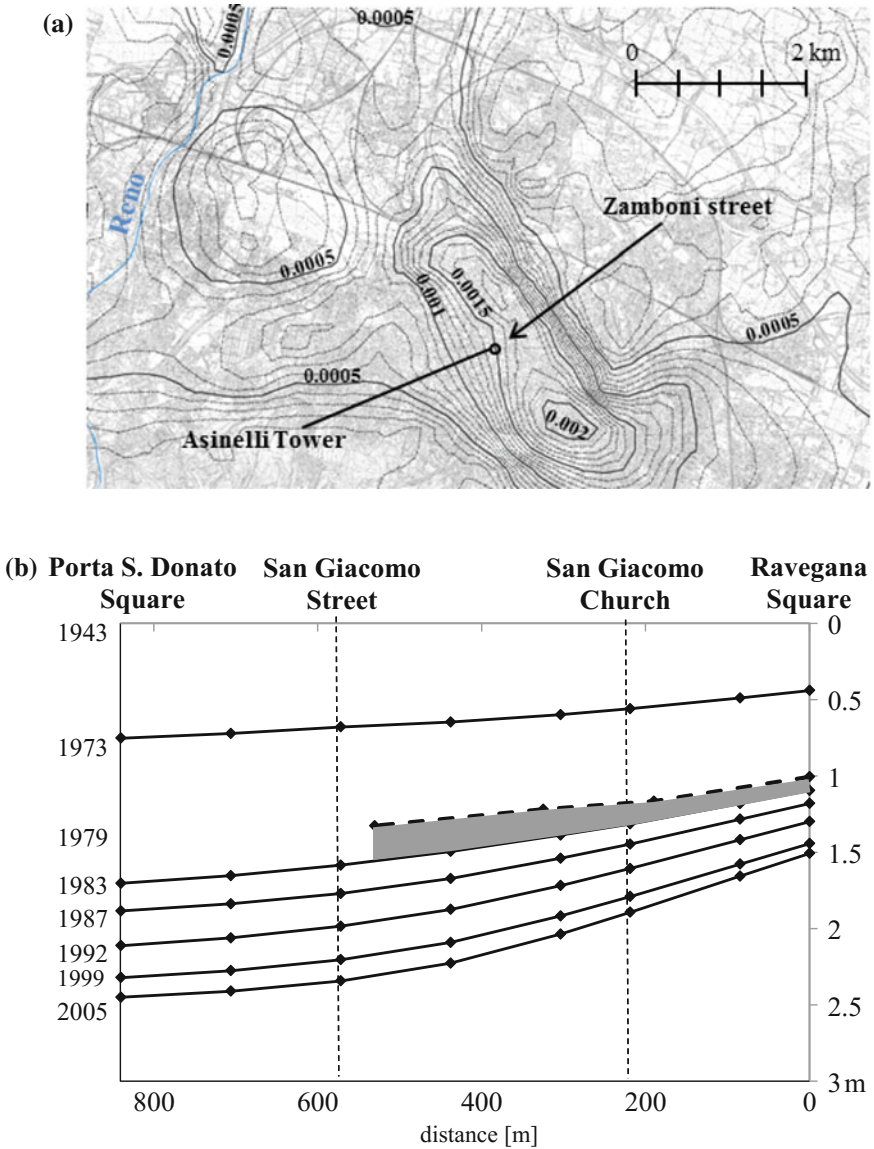 (a)
0.0005
0.0005
0
2 km
Reno
Zamboni street
0.0005
0.001
0.0015
0.0005
0.0005
0.002
Asinelli Tower
(b) Porta S. Donato San Giacomo San Giacomo Ravegana
Square Street Church Square
1943
1973
1979
1983
1987
1992
1999
2005
0
0.5
1
1.5
2
2.5
3 m
800 600 400 200 0
distance [m]